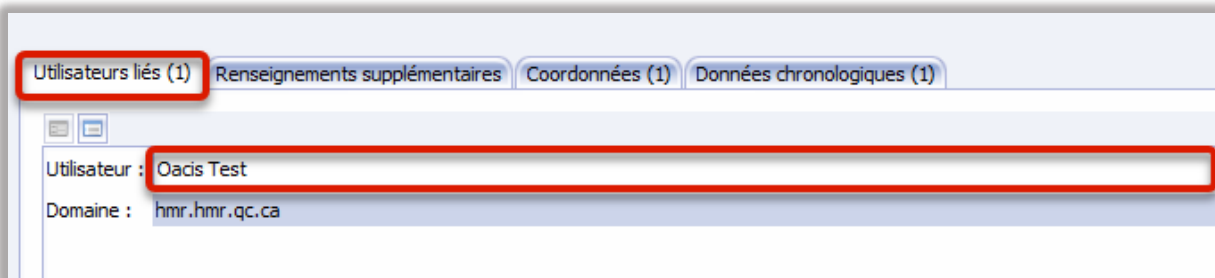 Utilisateurs liés (1) Renseignements supplémentaires Coordonnées (1) Données chronologiques (1)
Utilisateur : Oacis Test
Domaine : hmr.hmr.qc.ca